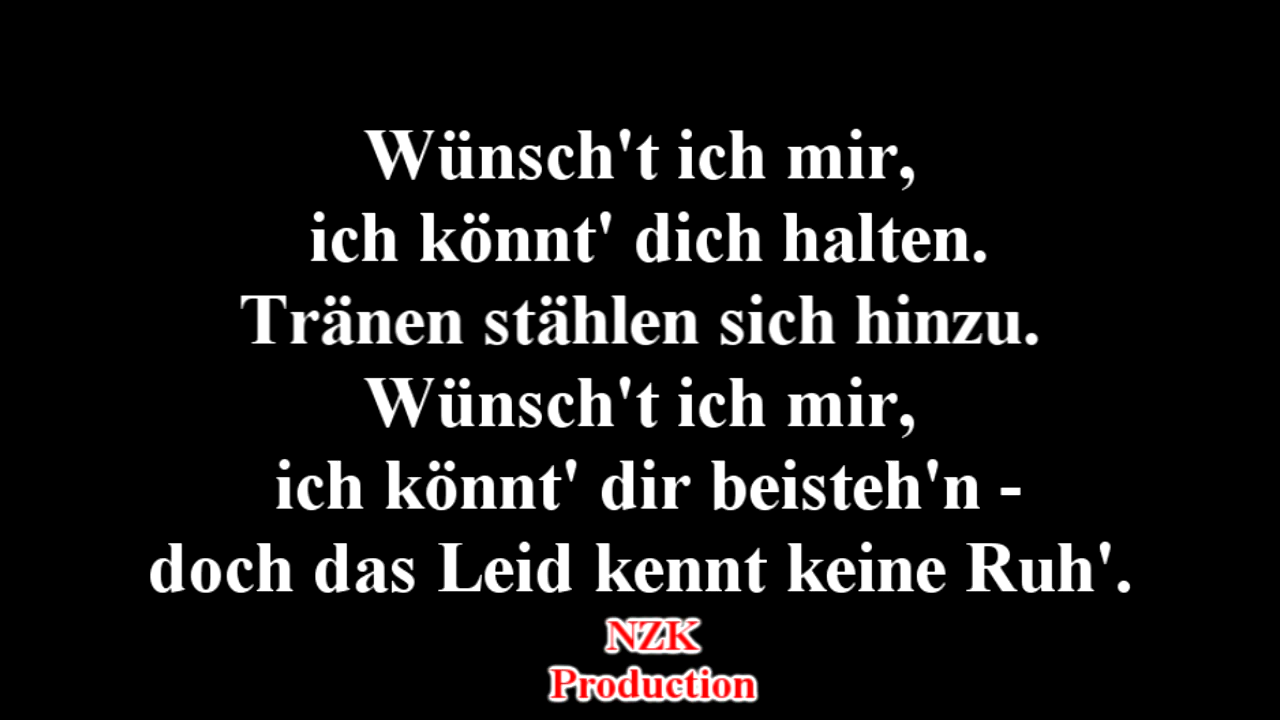 Wünsch't ich mir,
ich könnt' dich halten.
Tränen stählen sich hinzu.
Wünsch't ich mir,
ich könnt' dir beisteh'n -
doch das Leid kennt keine Ruh'.
NZK
Production